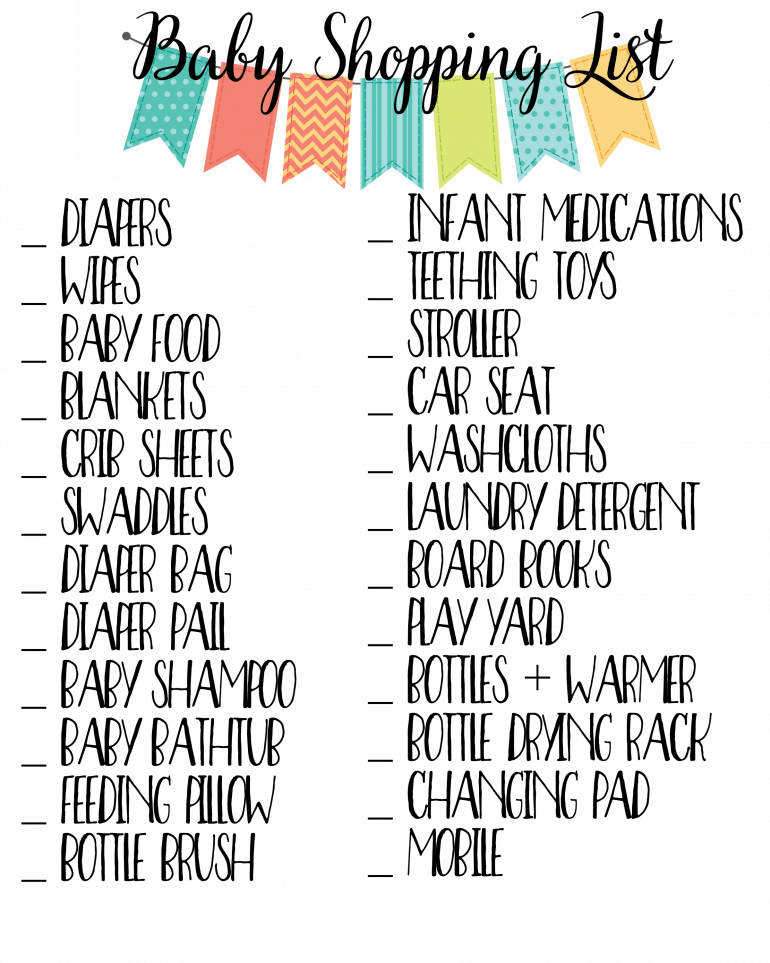 Baby Shopping List
_ DIAPERS
_ WIPES
_ BABY FOOD
_ BLANKETS
_ CRIB SHEETS
_ SWADDLES
_ DIAPER BAG
_ DIAPER PAIL
_ BABY SHAMPOO
_ BABY BATHTUB
_ FEEDING PILLOW
_ BOTTLE BRUSH
_ INFANT MEDICATIONS
_ TEETHING TOYS
_ STROLLER
_ CAR SEAT
_ WASHCLOTHS
_ LAUNDRY DETERGENT
_ BOARD BOOKS
_ PLAY YARD
_ BOTTLES + WARMER
_ BOTTLE DRYING RACK
_ CHANGING PAD
_ MOBILE